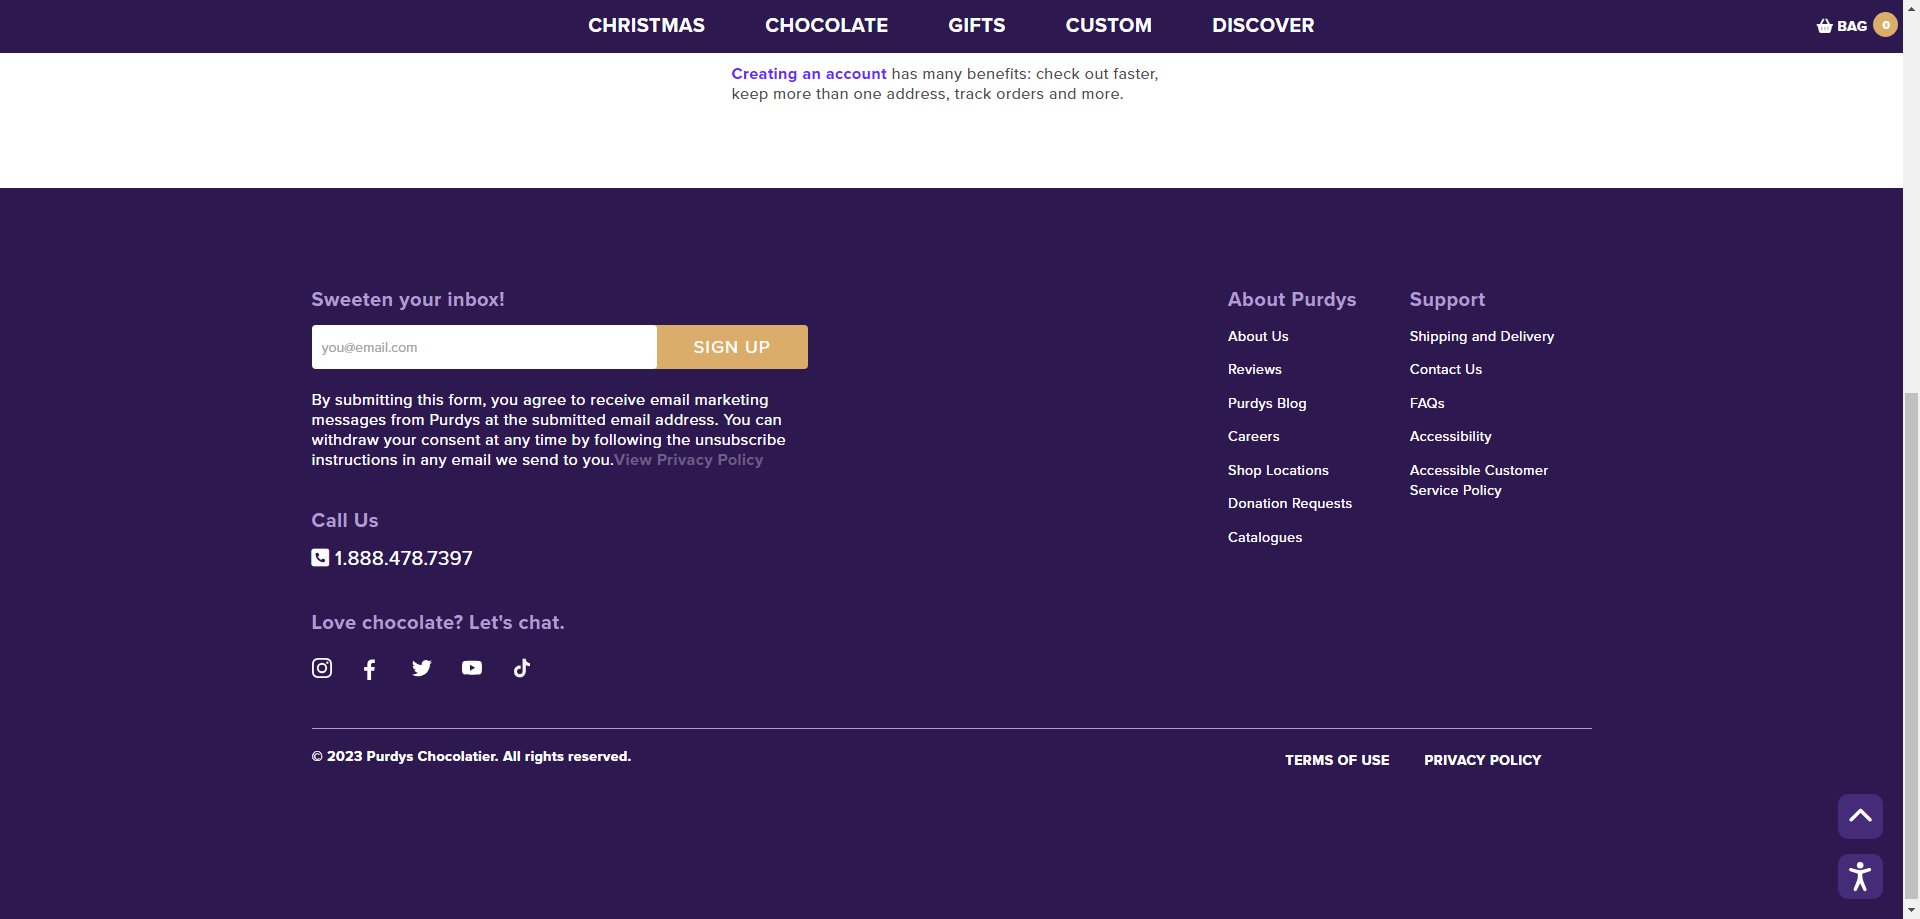 CHRISTMAS CHOCOLATE GIFTS CUSTOM DISCOVER BAG 0
Creating an account has many benefits: check out faster,
keep more than one address, track orders and more.
Sweeten your inbox!
you@email.com SIGN UP
By submitting this form, you agree to receive email marketing
messages from Purdys at the submitted email address. You can
withdraw your consent at any time by following the unsubscribe
instructions in any email we send to you.View Privacy Policy
Call Us
1.888.478.7397
Love chocolate? Let's chat.
About Purdys
About Us
Reviews
Purdys Blog
Careers
Shop Locations
Donation Requests
Catalogues
Support
Shipping and Delivery
Contact Us
FAQs
Accessibility
Accessible Customer
Service Policy
© 2023 Purdys Chocolatier. All rights reserved.
TERMS OF USE PRIVACY POLICY